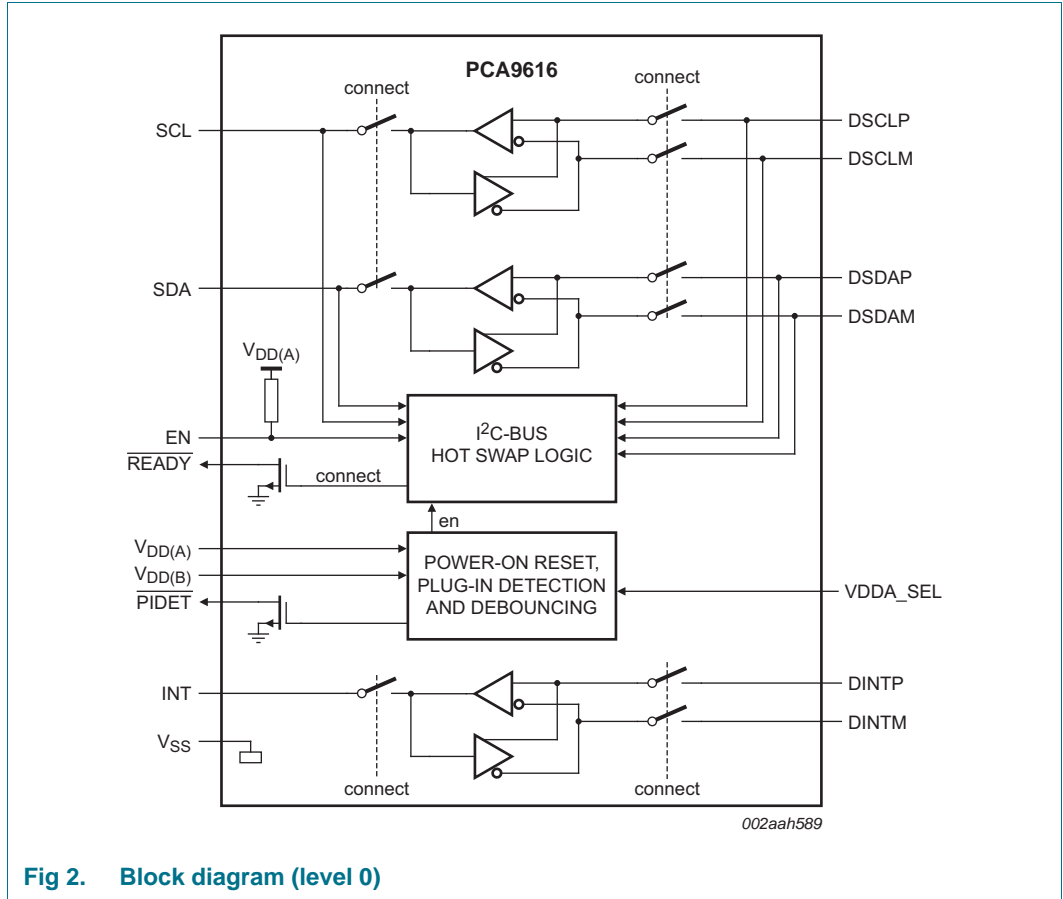 PCA9616
connect
connect
SCL
DSCLP
DSCLM
SDA
DSDAP
DSDAM
VDD(A)
EN
READY
connect
I2C-BUS
HOT SWAP LOGIC
en
VDD(A)
VDD(B)
PIDET
POWER-ON RESET,
PLUG-IN DETECTION
AND DEBOUNCING
VDDA_SEL
INT
DINTP
DINTM
VSS
connect
connect
002aah589
Fig 2. Block diagram (level 0)